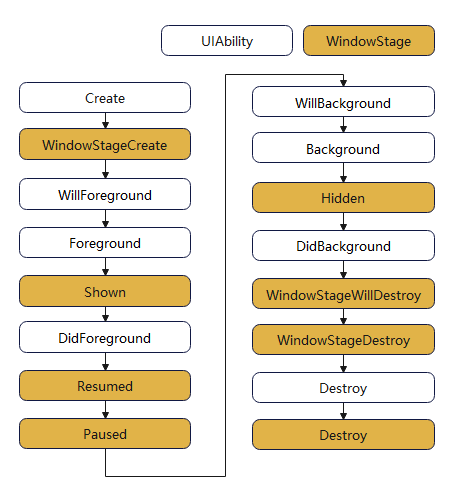 UIAbility
WindowStage
Create
WindowStageCreate
WillForeground
Foreground
Shown
DidForeground
Resumed
Paused
WillBackground
Background
Hidden
DidBackground
WindowStageWillDestroy
WindowStageDestroy
Destroy
Destroy